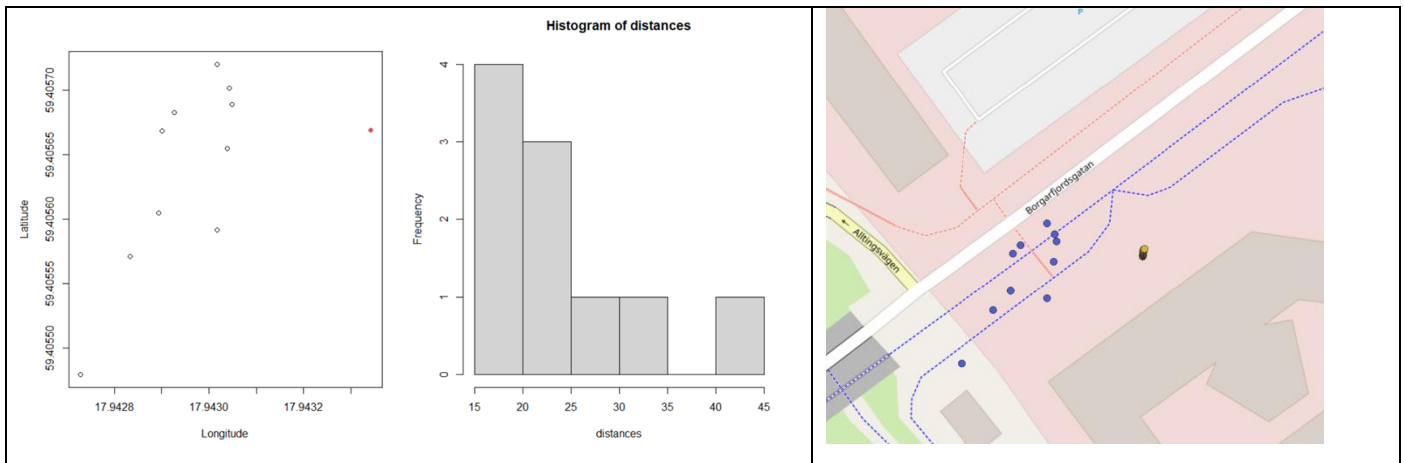 Latitude
59.40570
59.40565
59.40560
59.40555
59.40550
17.9428
17.9430
17.9432
Longitude
Histogram of distances
Frequency
4
3
2
1
0
15
20
25
30
35
40
45
distances
P
Borgarfjordsgatan
← Alltingsvägen